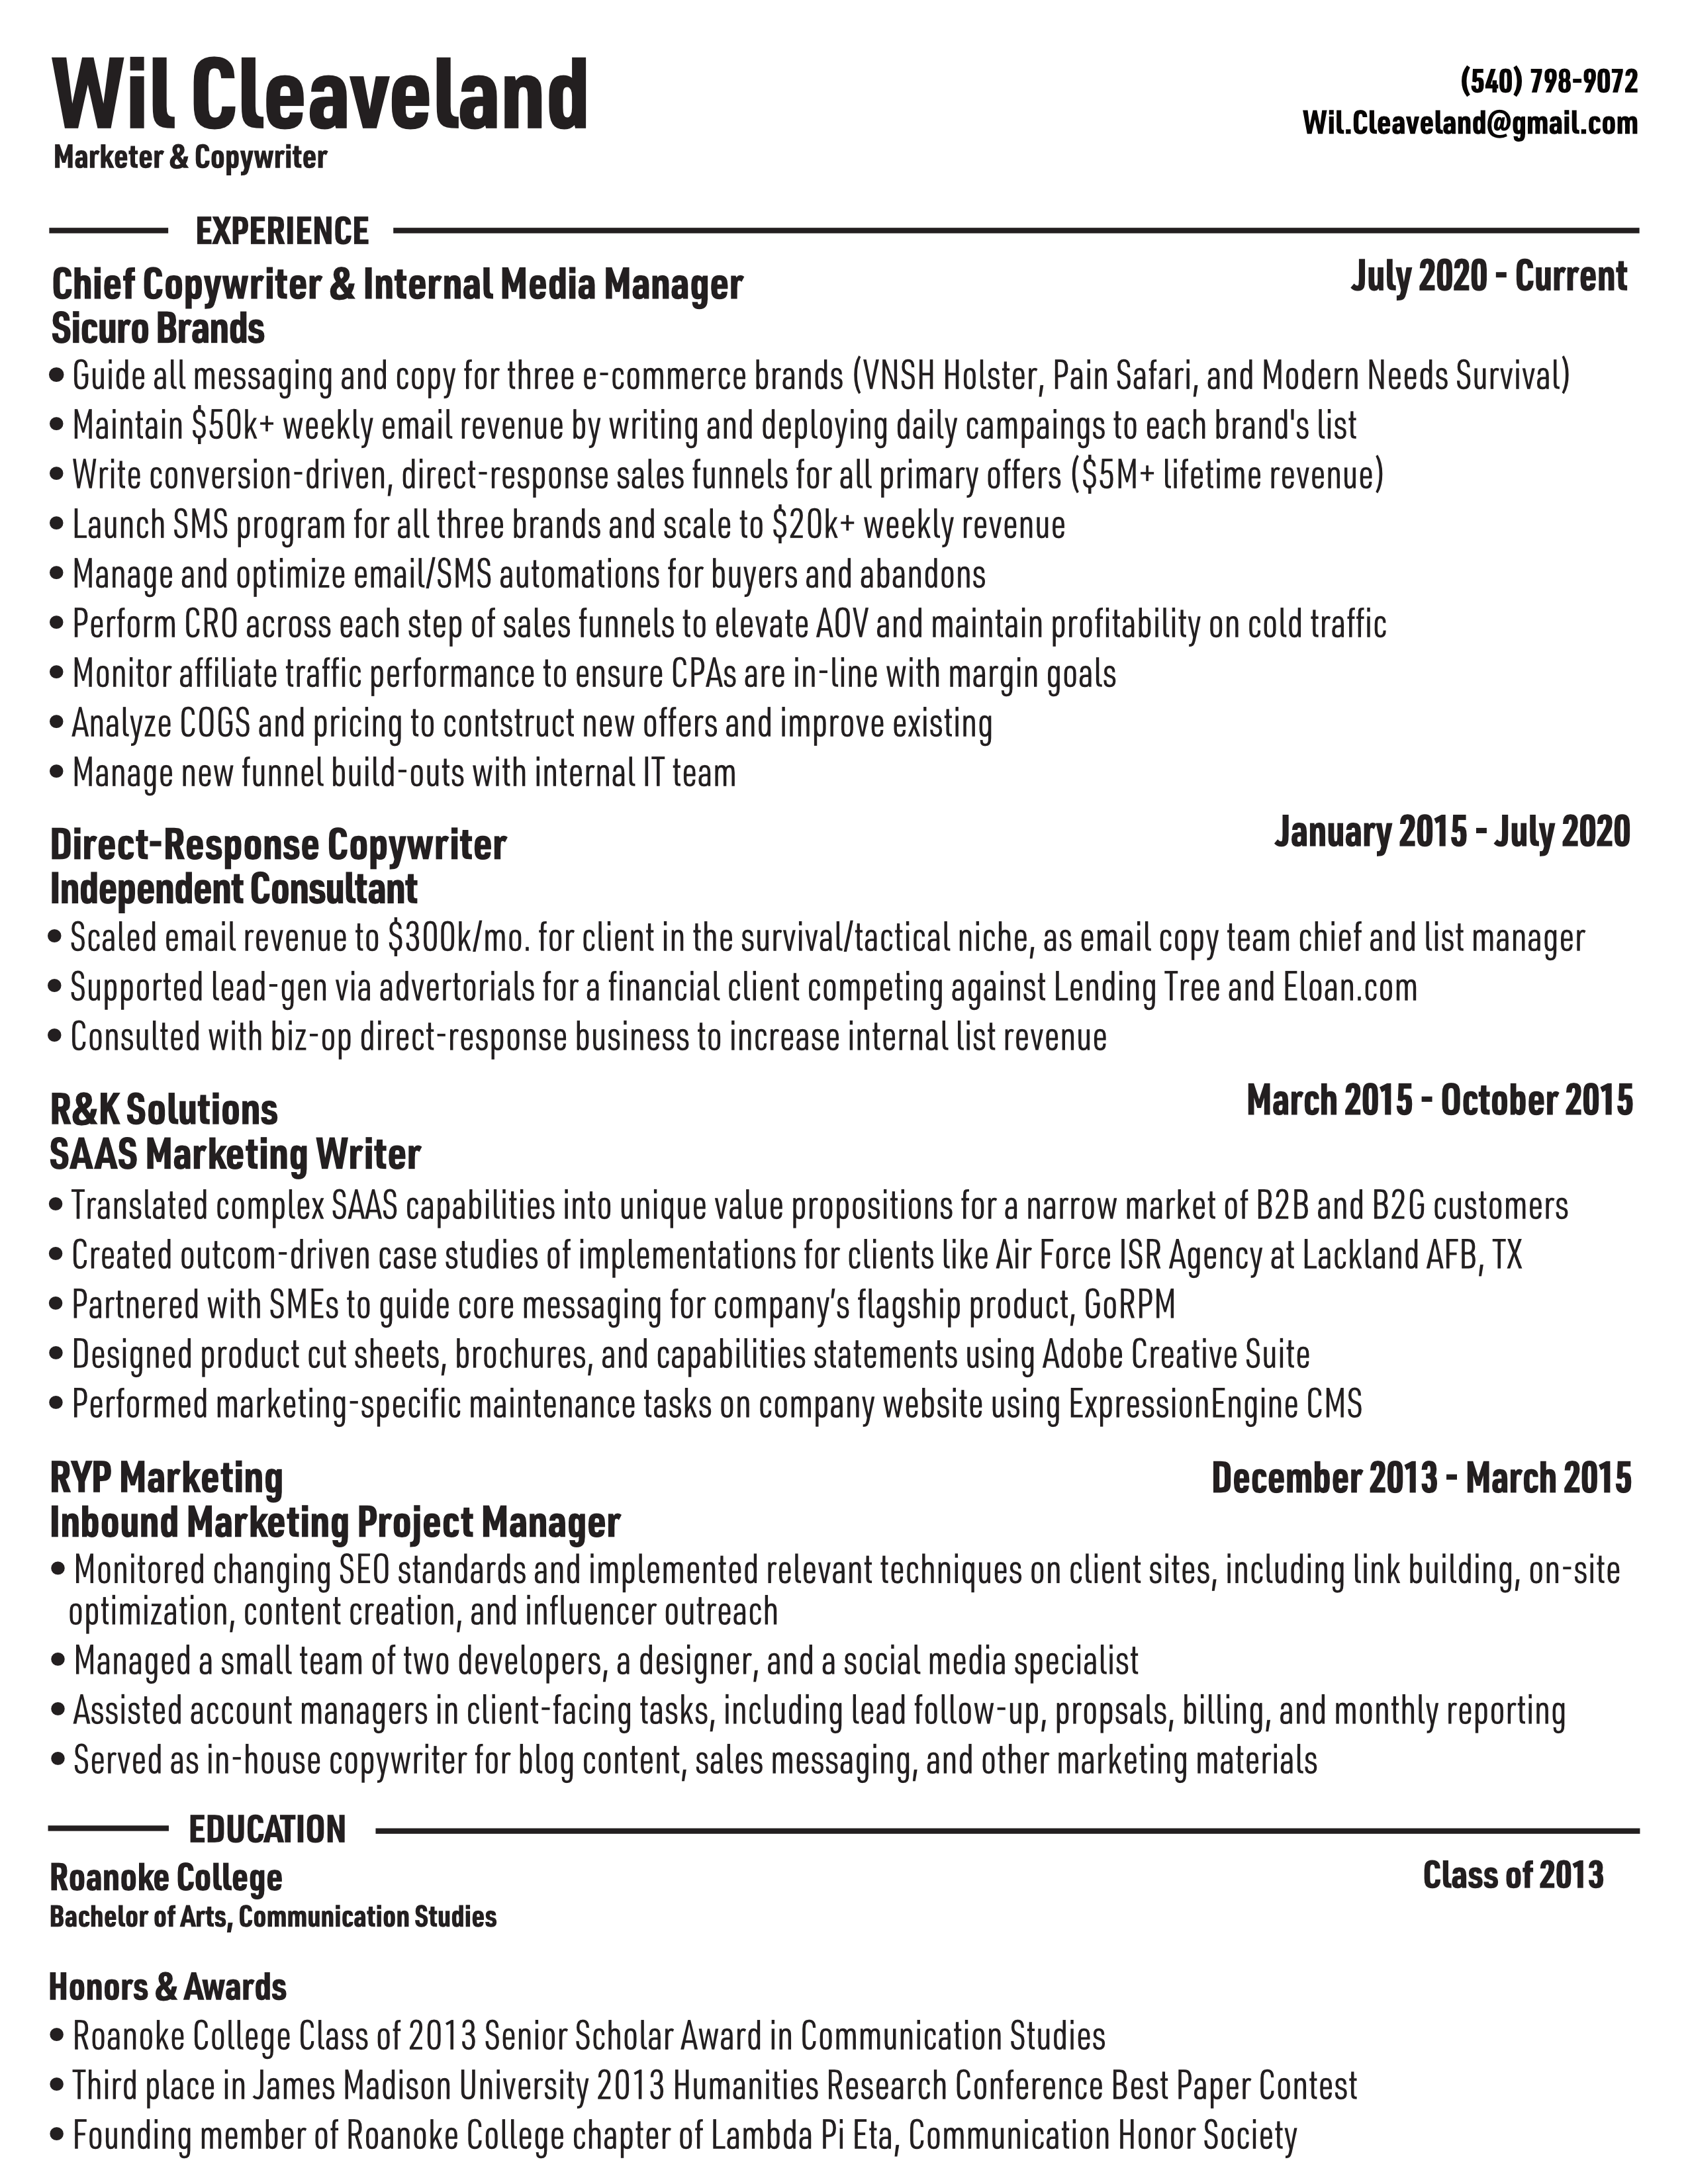 Wil Cleaveland
Marketer & Copywriter
(540) 798-9072
Wil.Cleaveland@gmail.com
EXPERIENCE
Chief Copywriter & Internal Media Manager
July 2020 - Current
Sicuro Brands
• Guide all messaging and copy for three e-commerce brands (VNSH Holster, Pain Safari, and Modern Needs Survival)
• Maintain $50k+ weekly email revenue by writing and deploying daily campaings to each brand's list
• Write conversion-driven, direct-response sales funnels for all primary offers ($5M+ lifetime revenue)
• Launch SMS program for all three brands and scale to $20k+ weekly revenue
• Manage and optimize email/SMS automations for buyers and abandons
• Perform CRO across each step of sales funnels to elevate AOV and maintain profitability on cold traffic
• Monitor affiliate traffic performance to ensure CPAs are in-line with margin goals
• Analyze COGS and pricing to contstruct new offers and improve existing
• Manage new funnel build-outs with internal IT team
Direct-Response Copywriter
January 2015 - July 2020
Independent Consultant
• Scaled email revenue to $300k/mo. for client in the survival/tactical niche, as email copy team chief and list manager
• Supported lead-gen via advertorials for a financial client competing against Lending Tree and Eloan.com
• Consulted with biz-op direct-response business to increase internal list revenue
R&K Solutions
March 2015 - October 2015
SAAS Marketing Writer
• Translated complex SAAS capabilities into unique value propositions for a narrow market of B2B and B2G customers
• Created outcom-driven case studies of implementations for clients like Air Force ISR Agency at Lackland AFB, TX
• Partnered with SMEs to guide core messaging for company’s flagship product, GoRPM
• Designed product cut sheets, brochures, and capabilities statements using Adobe Creative Suite
• Performed marketing-specific maintenance tasks on company website using ExpressionEngine CMS
RYP Marketing
December 2013 - March 2015
Inbound Marketing Project Manager
• Monitored changing SEO standards and implemented relevant techniques on client sites, including link building, on-site
optimization, content creation, and influencer outreach
• Managed a small team of two developers, a designer, and a social media specialist
• Assisted account managers in client-facing tasks, including lead follow-up, propsals, billing, and monthly reporting
• Served as in-house copywriter for blog content, sales messaging, and other marketing materials
EDUCATION
Roanoke College
Class of 2013
Bachelor of Arts, Communication Studies
Honors & Awards
• Roanoke College Class of 2013 Senior Scholar Award in Communication Studies
• Third place in James Madison University 2013 Humanities Research Conference Best Paper Contest
• Founding member of Roanoke College chapter of Lambda Pi Eta, Communication Honor Society